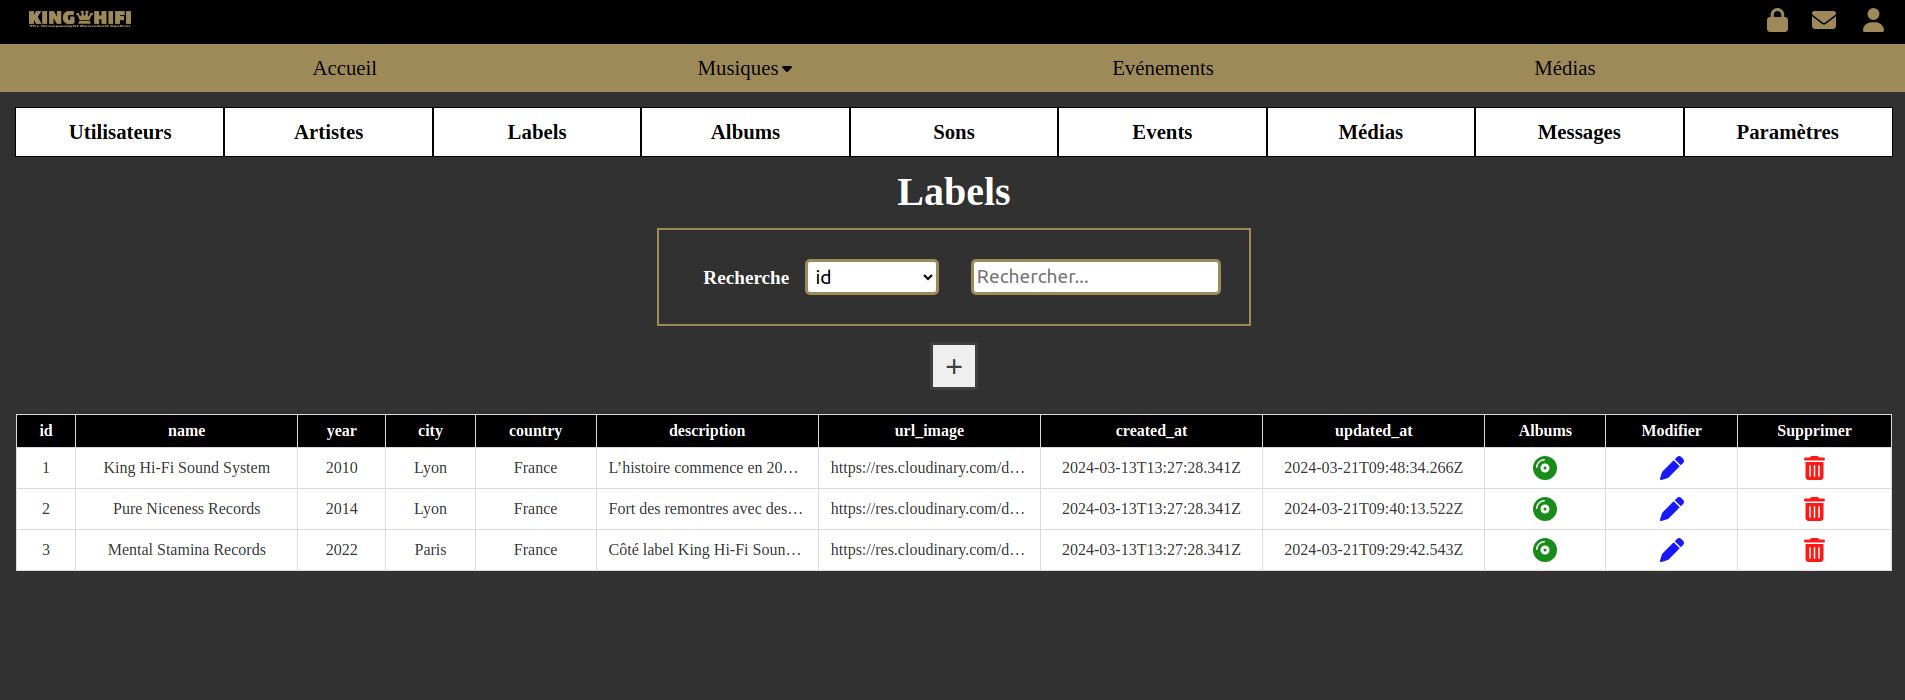 KING HIFI
Accueil Musiques Evénements Médias
Utilisateurs Artistes Labels Albums Sons Events Médias Messages Paramètres
Labels
Recherche id Rechercher...
+
id name year city country description url_image created_at updated_at Albums Modifier Supprimer
1 King Hi-Fi Sound System 2010 Lyon France L’histoire commence en 20… https://res.cloudinary.com/d… 2024-03-13T13:27:28.341Z 2024-03-21T09:48:34.266Z
2 Pure Niceness Records 2014 Lyon France Fort des remontres avec des… https://res.cloudinary.com/d… 2024-03-13T13:27:28.341Z 2024-03-21T09:40:13.522Z
3 Mental Stamina Records 2022 Paris France Côté label King Hi-Fi Soun… https://res.cloudinary.com/d… 2024-03-13T13:27:28.341Z 2024-03-21T09:29:42.543Z